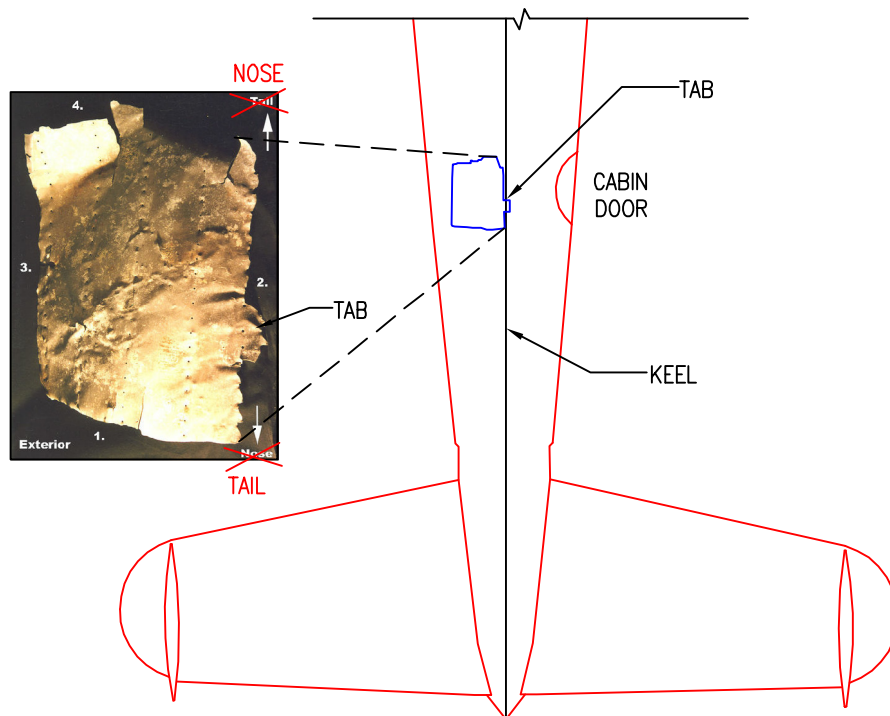 NOSE
Tail
4.
TAB
CABIN
DOOR
3.
2.
TAB
KEEL
1.
Exterior
Nose
TAIL